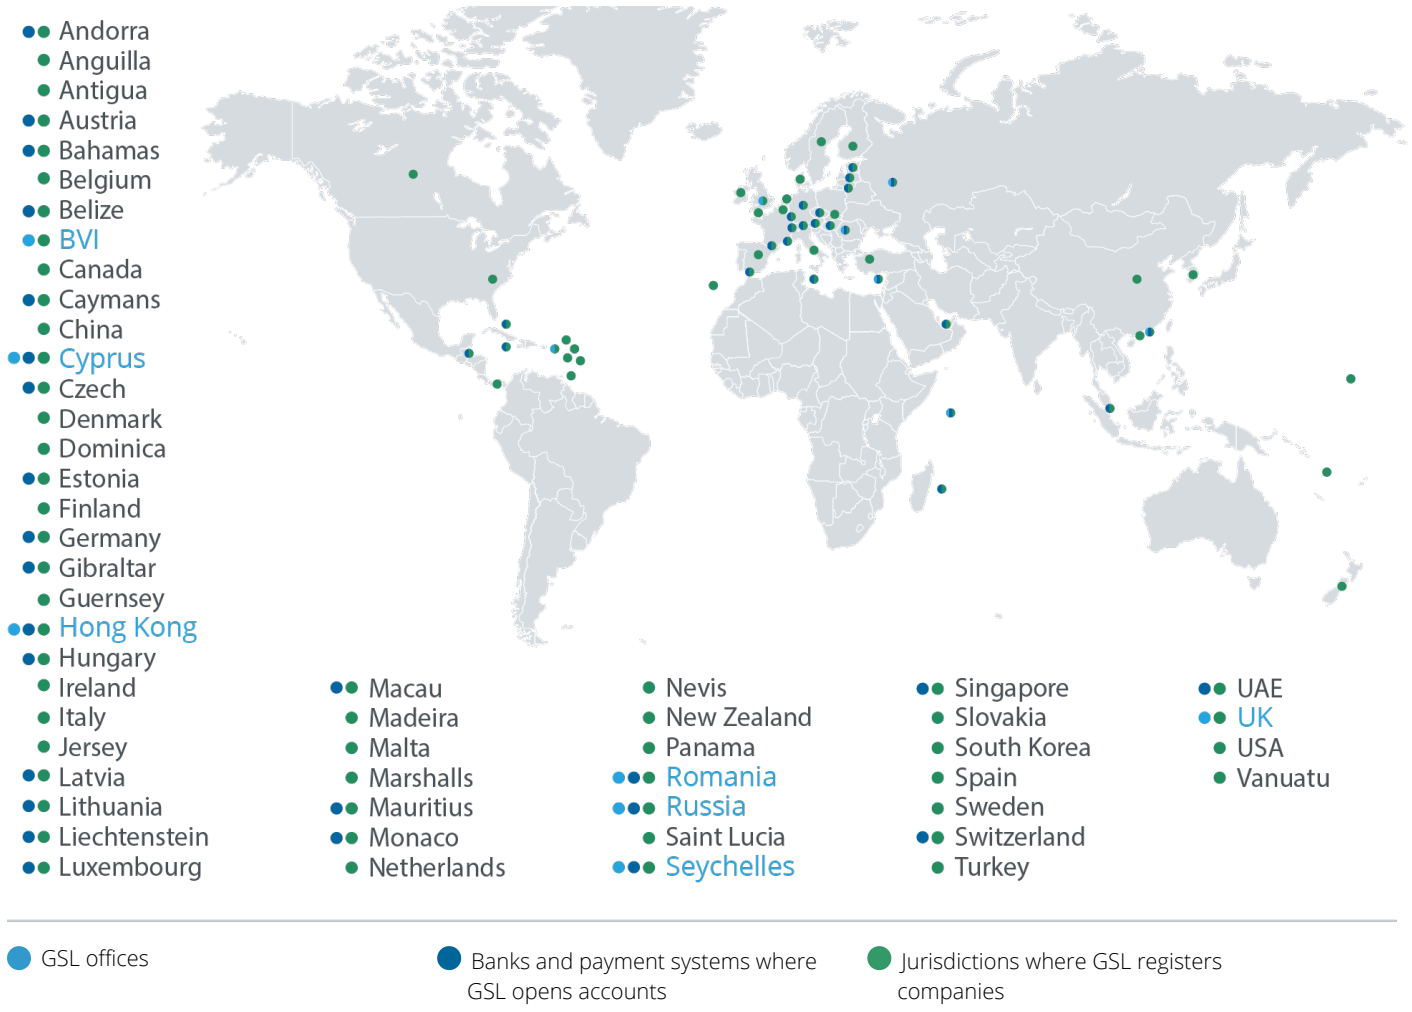 Andorra
Anguilla
Antigua
Austria
Bahamas
Belgium
Belize
BVI
Canada
Caymans
China
Cyprus
Czech
Denmark
Dominica
Estonia
Finland
Germany
Gibraltar
Guernsey
Hong Kong
Hungary
Ireland
Italy
Jersey
Latvia
Lithuania
Liechtenstein
Luxembourg
Macau
Madeira
Malta
Marshalls
Mauritius
Monaco
Netherlands
Nevis
New Zealand
Panama
Romania
Russia
Saint Lucia
Seychelles
Singapore
Slovakia
South Korea
Spain
Sweden
Switzerland
Turkey
UAE
UK
USA
Vanuatu
GSL offices
Banks and payment systems where
GSL opens accounts
Jurisdictions where GSL registers
companies